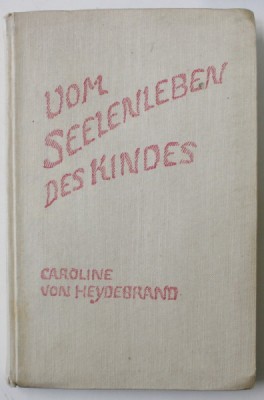 VOM
SEELENLEBEN
DES KINDES
CAROLINE
VON HEYDEBRAND